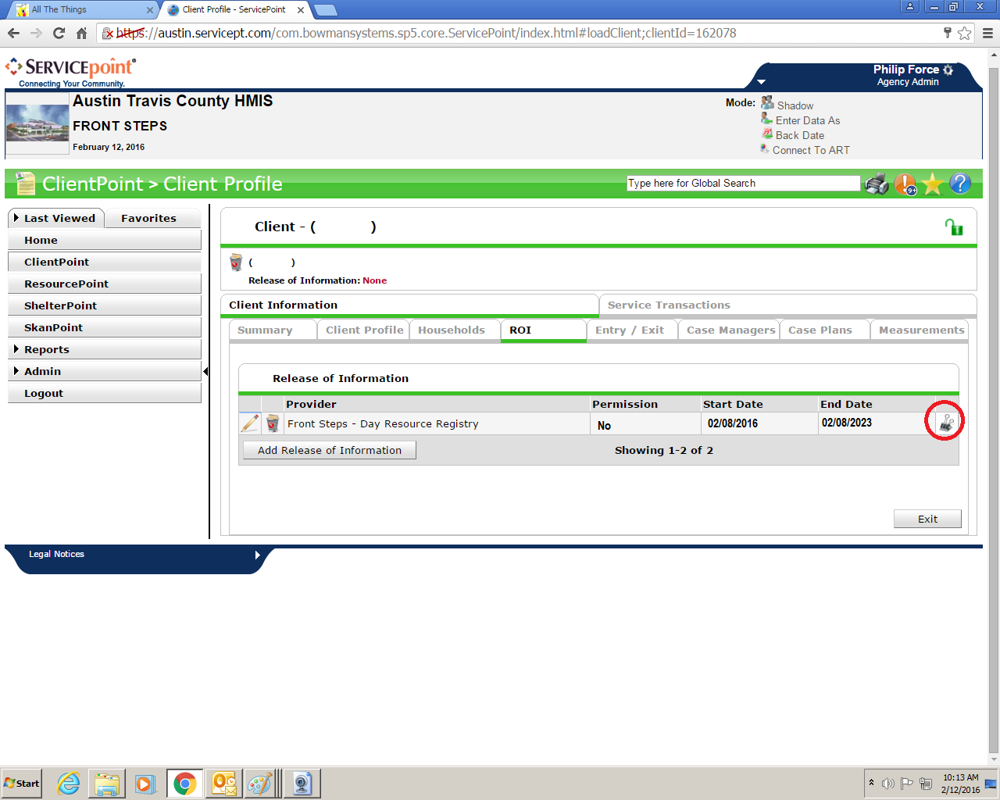 All The Things
Client Profile - ServicePoint
https://austin.servicept.com/com.bowmansystems.sp5.core.ServicePoint/index.html#loadClient;clientId=162078
SERVICEpoint
Connecting Your Community.
Philip Force
Agency Admin
Austin Travis County HMIS
FRONT STEPS
February 12, 2016
Mode:
Shadow
Enter Data As
Back Date
Connect To ART
ClientPoint > Client Profile
Type here for Global Search
9+
?
Last Viewed
Favorites
Home
ClientPoint
ResourcePoint
ShelterPoint
SkanPoint
Reports
Admin
Logout
Client - ( )
( )
Release of Information: None
Client Information
Service Transactions
Summary
Client Profile
Households
ROI
Entry / Exit
Case Managers
Case Plans
Measurements
Release of Information
Provider Permission Start Date End Date
Front Steps - Day Resource Registry No 02/08/2016 02/08/2023
Add Release of Information
Showing 1-2 of 2
Exit
Legal Notices
Start
10:13 AM
2/12/2016